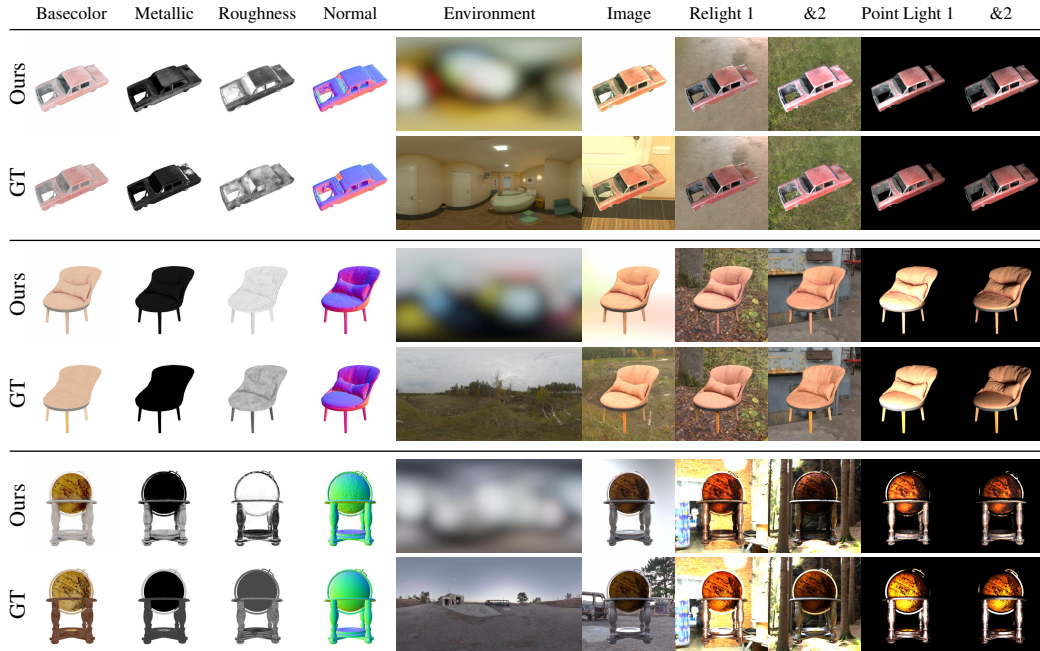 Basecolor Metallic Roughness Normal Environment Image Relight 1 &2 Point Light 1 &2
Ours
GT
Ours
GT
Ours
GT